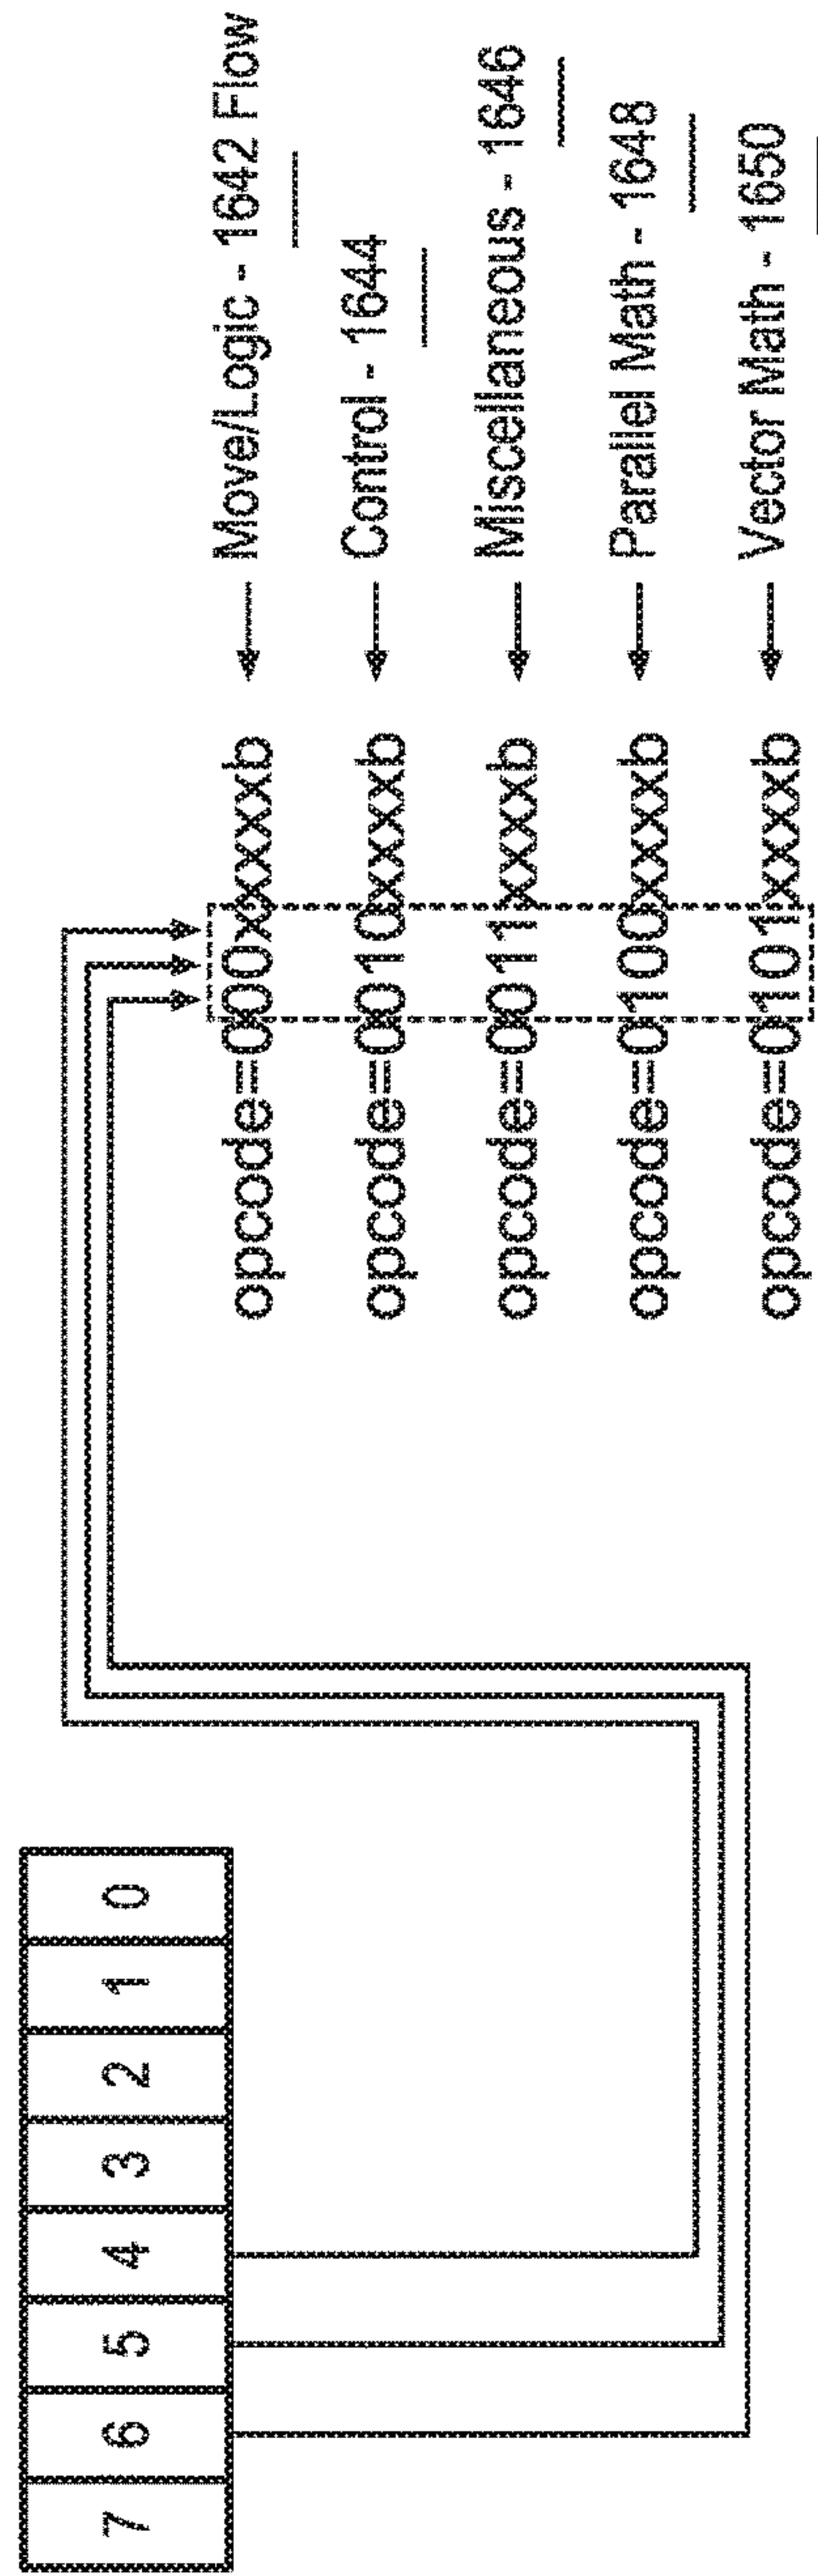 7 6 5 4 3 2 1 0
opcode=000xxxxxb ← Move/Logic - 1642 Flow
opcode=0010xxxxb ← Control - 1644
opcode=0011xxxxb ← Miscellaneous - 1646
opcode=0100xxxxb ← Parallel Math - 1648
opcode=0101xxxxb ← Vector Math - 1650